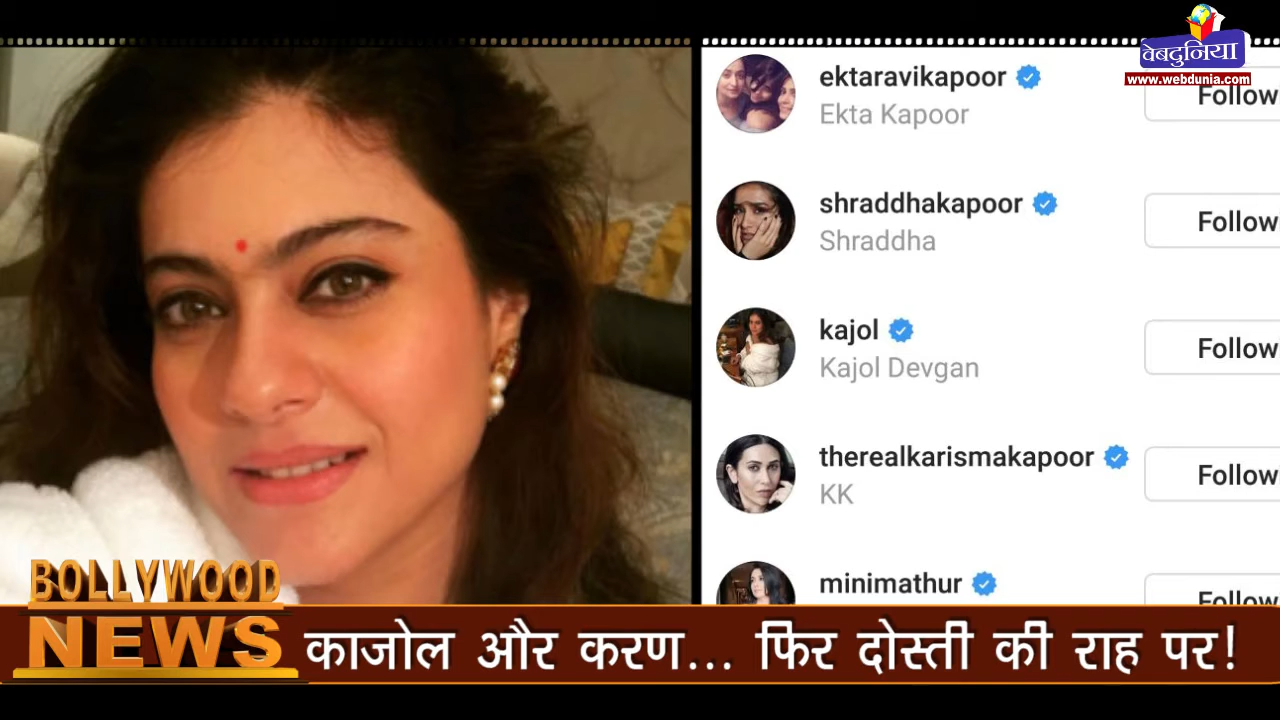 वेबदुनिया
www.webdunia.com
ektaravikapoor
Ekta Kapoor
Follow
shraddhakapoor
Shraddha
Follow
kajol
Kajol Devgan
Follow
therealkarismakapoor
KK
Follow
minimathur
Follow
BOLLYWOOD
NEWS
काजोल और करण... फिर दोस्ती की राह पर!